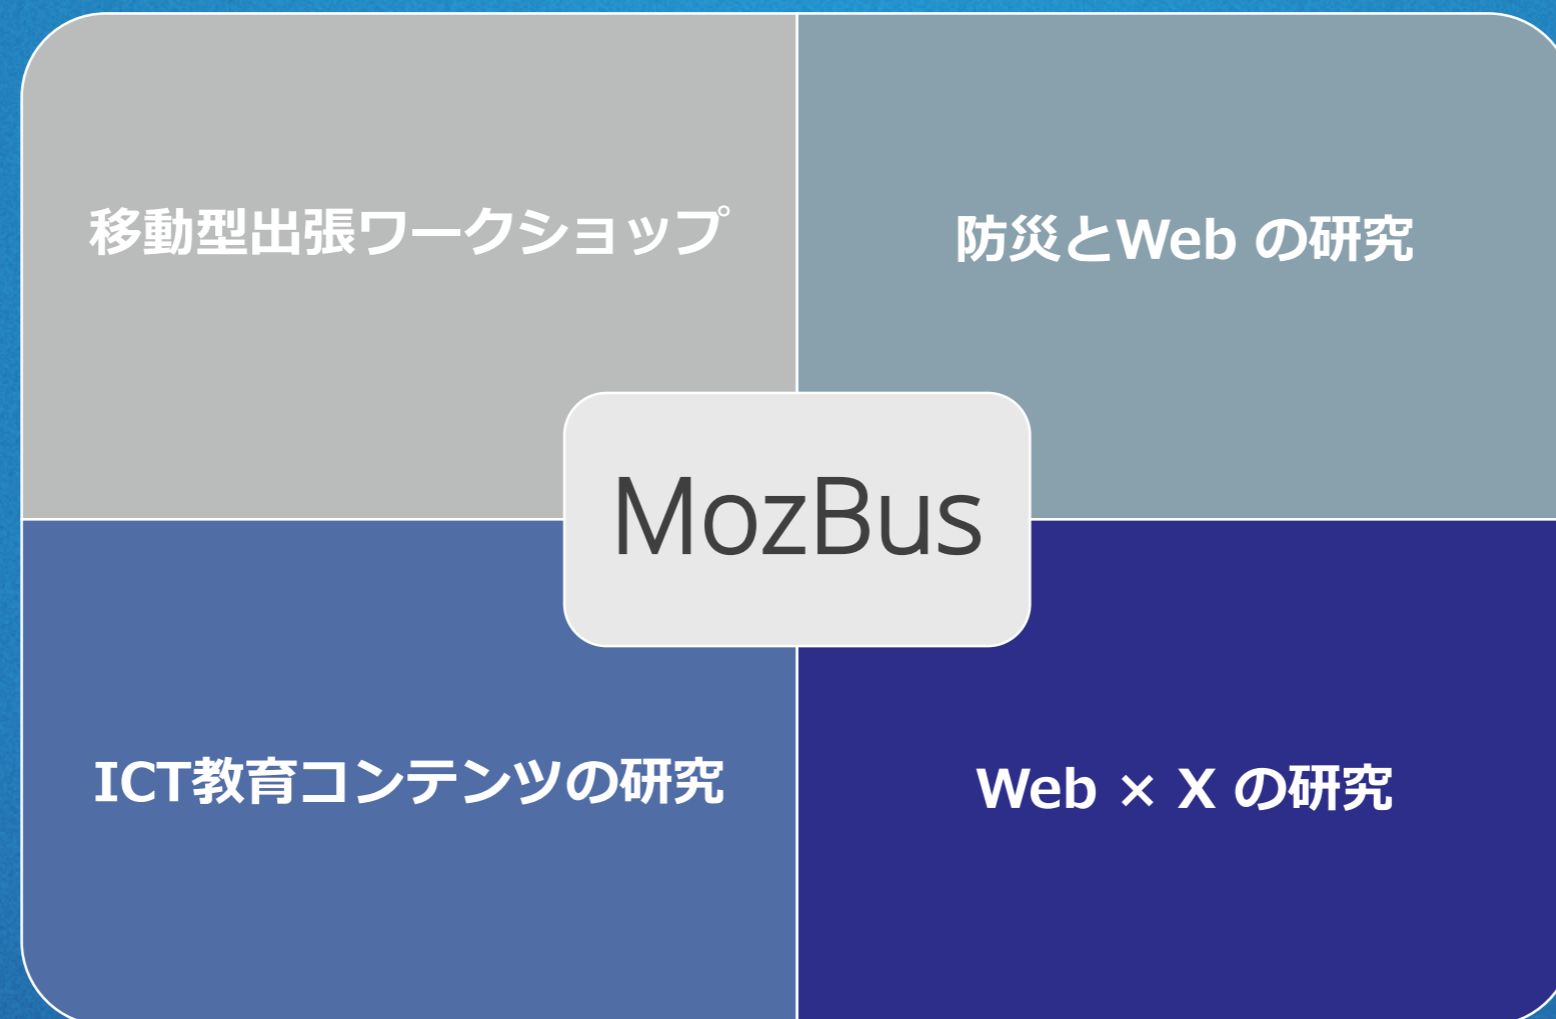 移動型出張ワークショップ
防災とWeb の研究
MozBus
ICT教育コンテンツの研究
Web × X の研究